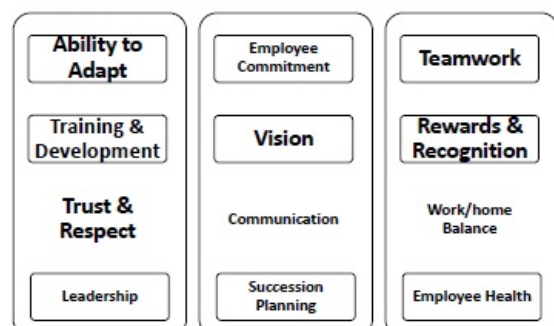 Ability to
Adapt
Training &
Development
Trust &
Respect
Leadership
Employee
Commitment
Vision
Communication
Succession
Planning
Teamwork
Rewards &
Recognition
Work/home
Balance
Employee Health